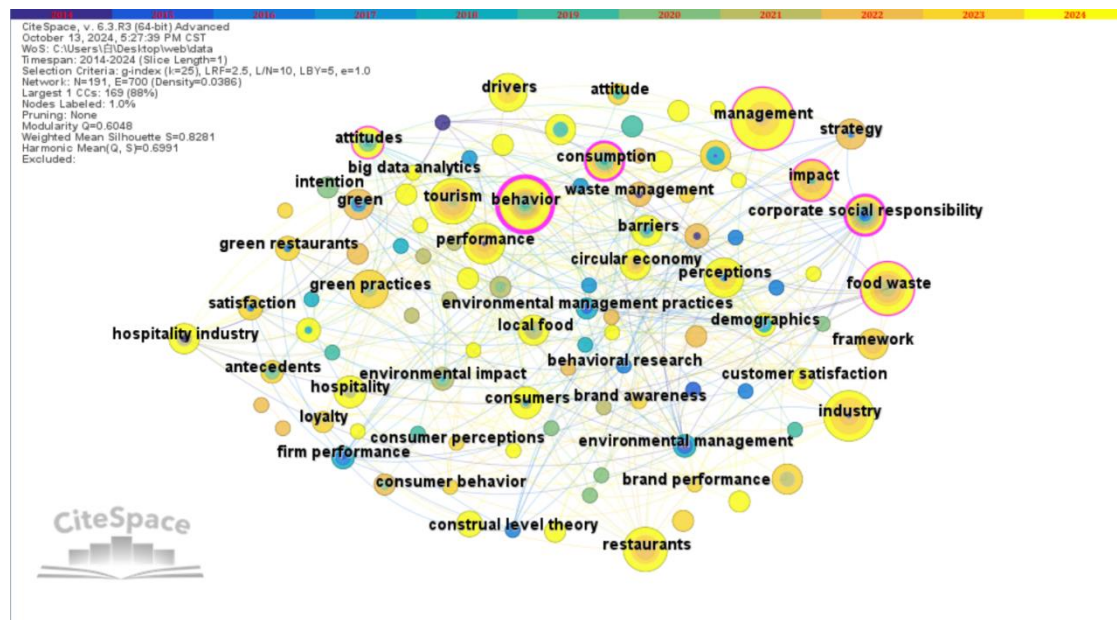 2014 2015 2016 2017 2018 2019 2020 2021 2022 2023 2024
CiteSpace, v. 6.3.R3 (64-bit) Advanced
October 13, 2024, 5:27:39 PM CST
WoS: C:\Users\白\Desktop\web\data
Timespan: 2014-2024 (Slice Length=1)
Selection Criteria: g-index (k=25), LRF=2.5, L/N=10, LBY=5, e=1.0
Network: N=191, E=700 (Density=0.0386)
Largest 1 CCs: 169 (88%)
Nodes Labeled: 1.0%
Pruning: None
Modularity Q=0.6048
Weighted Mean Silhouette S=0.8281
Harmonic Mean(Q, S)=0.6991
Excluded:
drivers
attitude
management
strategy
attitudes
consumption
big data analytics
impact
intention
waste management
green
tourism
behavior
corporate social responsibility
barriers
green restaurants
performance
circular economy
perceptions
green practices
food waste
satisfaction
environmental management practices
local food
demographics
hospitality industry
framework
behavioral research
antecedents
environmental impact
customer satisfaction
hospitality
consumers
brand awareness
industry
loyalty
consumer perceptions
environmental management
firm performance
consumer behavior
brand performance
construal level theory
restaurants
CiteSpace